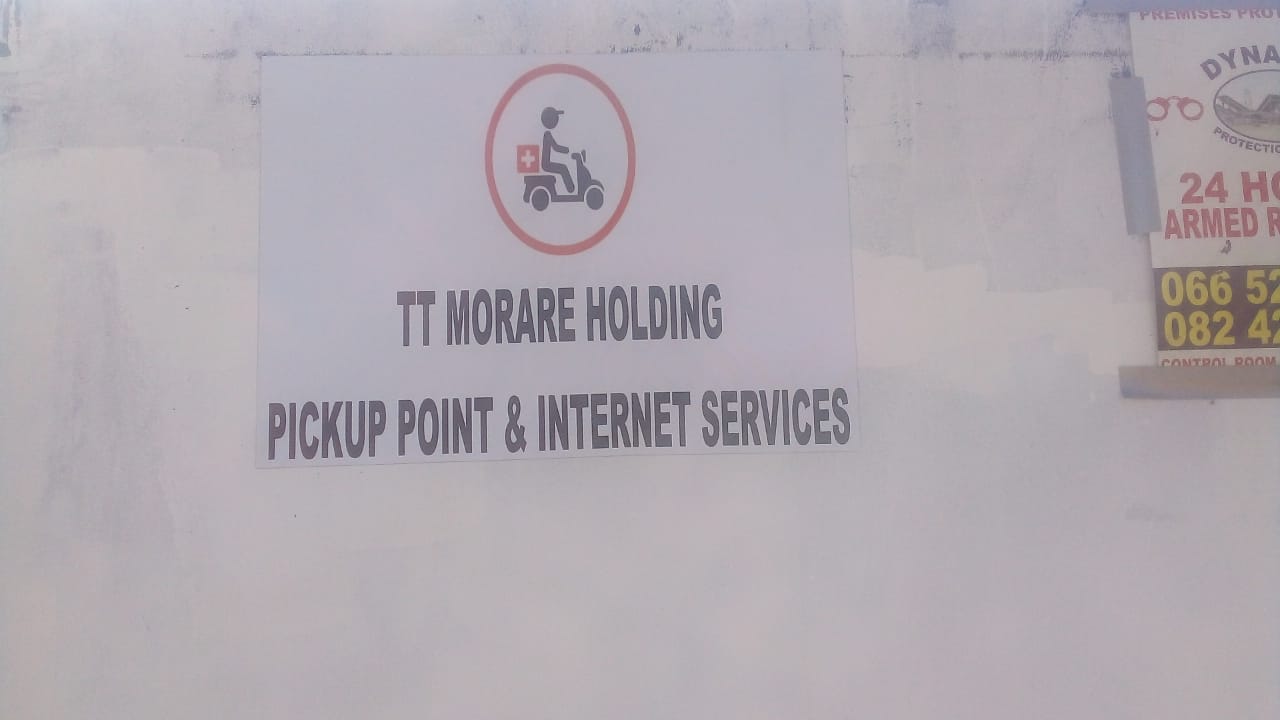 TT MORARE HOLDING
PICKUP POINT & INTERNET SERVICES
PREMISES
DYNA
PROTECTIO
24 HO
ARMED R
066 52
082 42
CONTROL ROOM